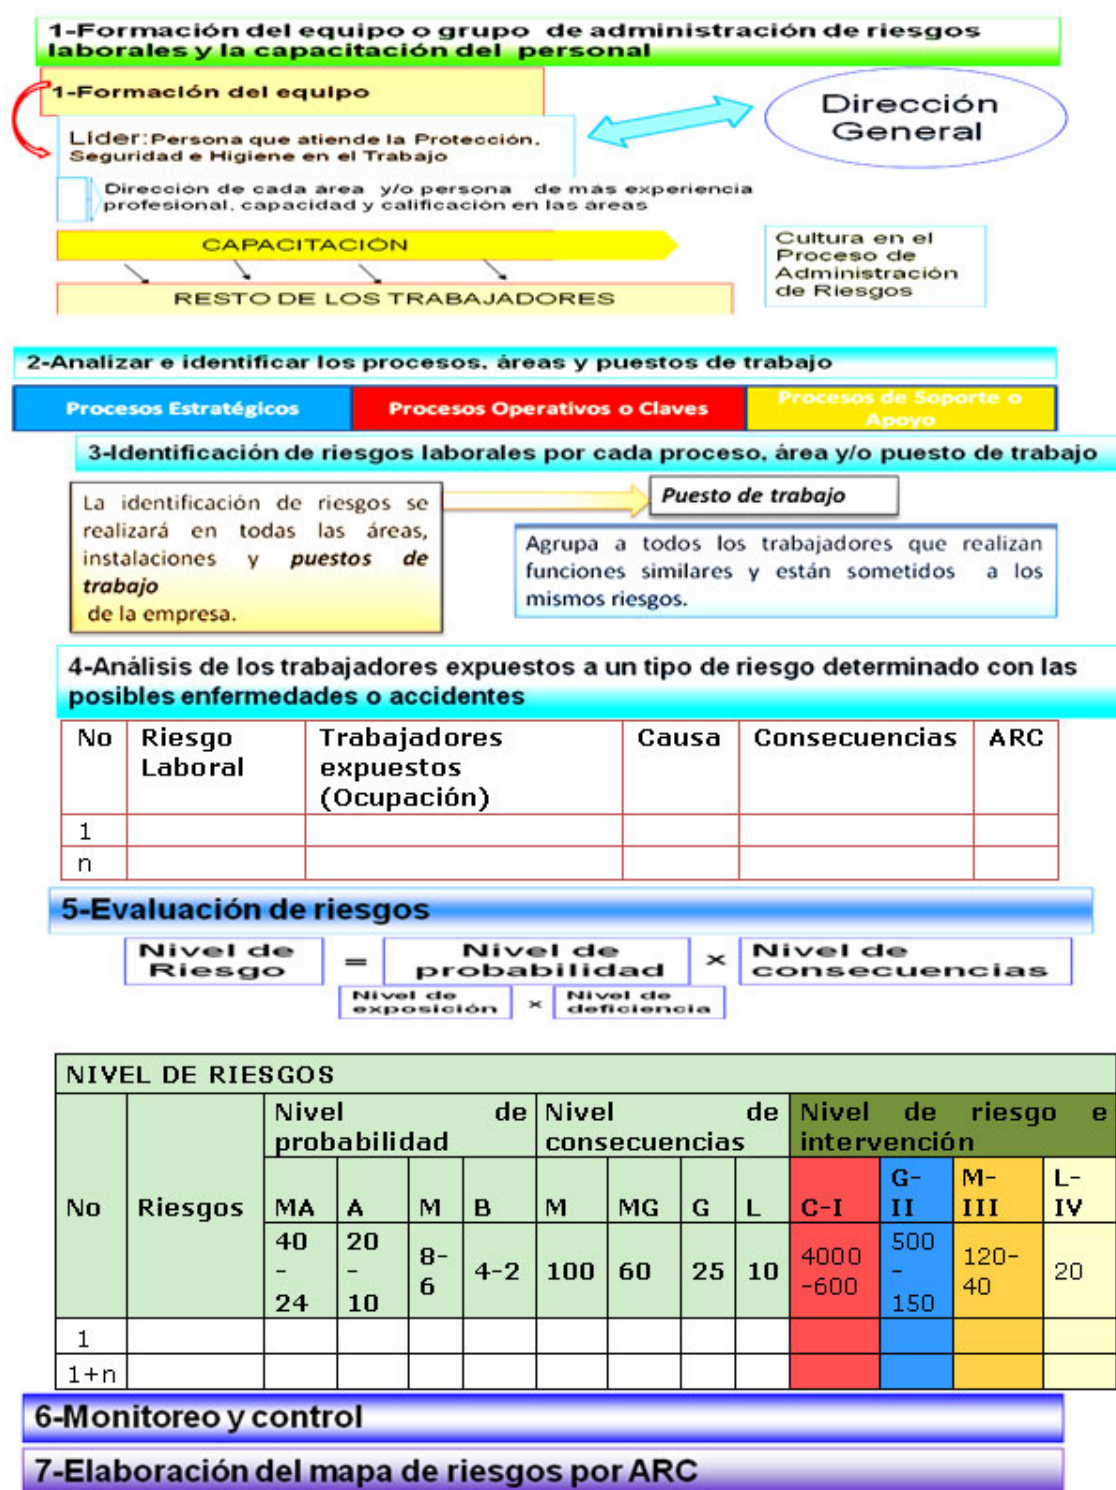 1-Formación del equipo o grupo de administración de riesgos
laborales y la capacitación del personal
1-Formación del equipo
Líder:Persona que atiende la Protección,
Seguridad e Higiene en el Trabajo
Dirección
General
Dirección de cada área y/o persona de más experiencia
profesional, capacidad y calificación en las áreas
CAPACITACIÓN
RESTO DE LOS TRABAJADORES
Cultura en el
Proceso de
Administración
de Riesgos
2-Analizar e identificar los procesos, áreas y puestos de trabajo
Procesos Estratégicos
Procesos Operativos o Claves
Procesos de Soporte o
Apoyo
3-Identificación de riesgos laborales por cada proceso, área y/o puesto de trabajo
La identificación de riesgos se
realizará en todas las áreas,
instalaciones y puestos de
trabajo
de la empresa.
Puesto de trabajo
Agrupa a todos los trabajadores que realizan
funciones similares y están sometidos a los
mismos riesgos.
4-Análisis de los trabajadores expuestos a un tipo de riesgo determinado con las
posibles enfermedades o accidentes
No Riesgo Trabajadores Causa Consecuencias ARC
Laboral expuestos
(Ocupación)
1
n
5-Evaluación de riesgos
Nivel de Riesgo = Nivel de probabilidad × Nivel de consecuencias
Nivel de exposición × Nivel de deficiencia
NIVEL DE RIESGOS
Nivel de Nivel de Nivel de riesgo e
probabilidad consecuencias intervención
No Riesgos MA A M B M MG G L C-I G-II M-III L-IV
40-24 20-10 8-6 4-2 100 60 25 10 4000-600 500-150 120-40 20
1
1+n
6-Monitoreo y control
7-Elaboración del mapa de riesgos por ARC